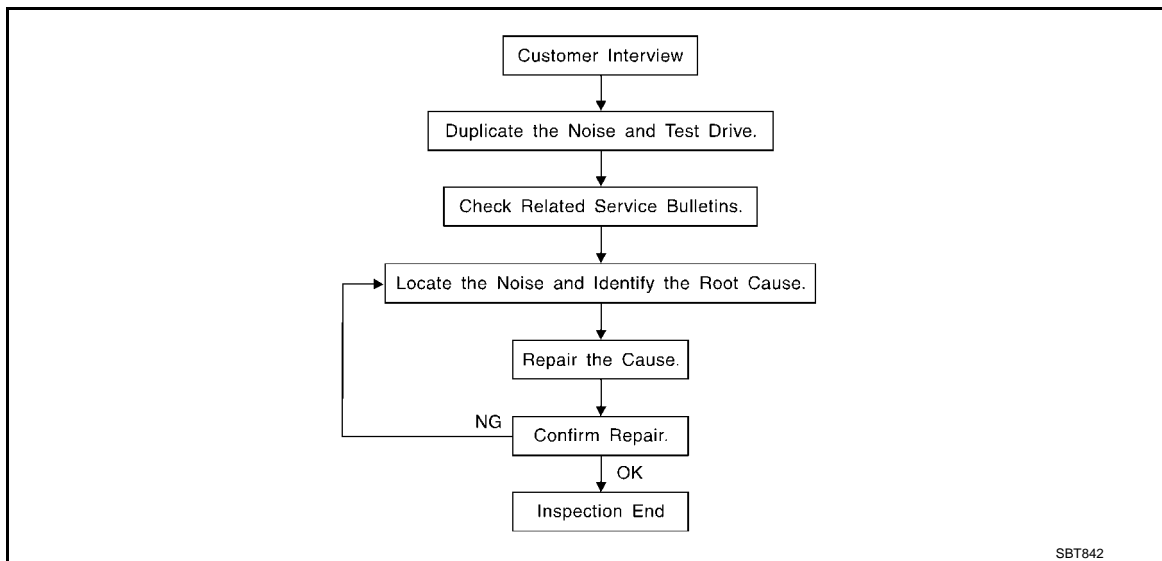 Customer Interview
Duplicate the Noise and Test Drive.
Check Related Service Bulletins.
Locate the Noise and Identify the Root Cause.
Repair the Cause.
NG
Confirm Repair.
OK
Inspection End
SBT842